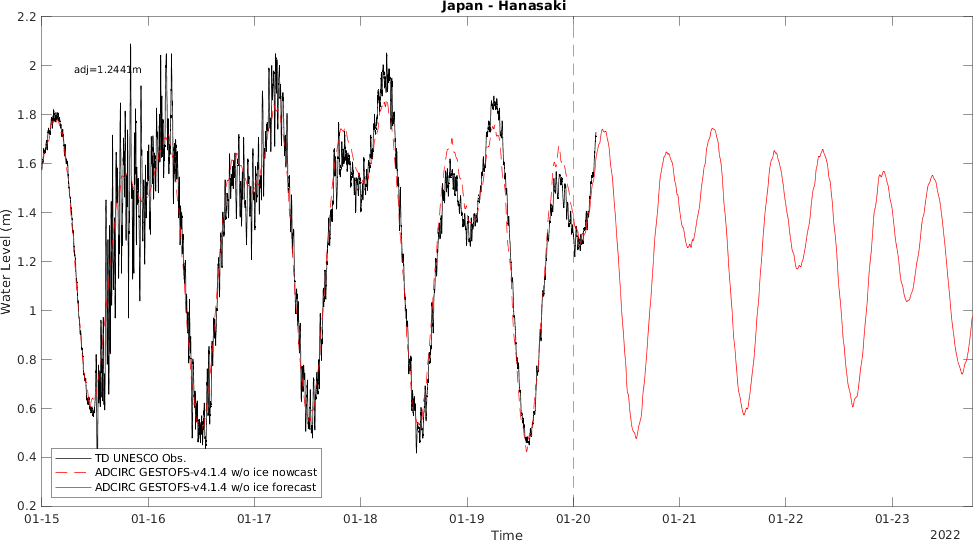 Japan - Hanasaki
2.2
2
1.8
1.6
1.4
1.2
1
0.8
0.6
0.4
0.2
Water Level (m)
adj=1.2441m
TD UNESCO Obs.
ADCIRC GESTOFS-v4.1.4 w/o ice nowcast
ADCIRC GESTOFS-v4.1.4 w/o ice forecast
01-15 01-16 01-17 01-18 01-19 01-20 01-21 01-22 01-23
Time
2022